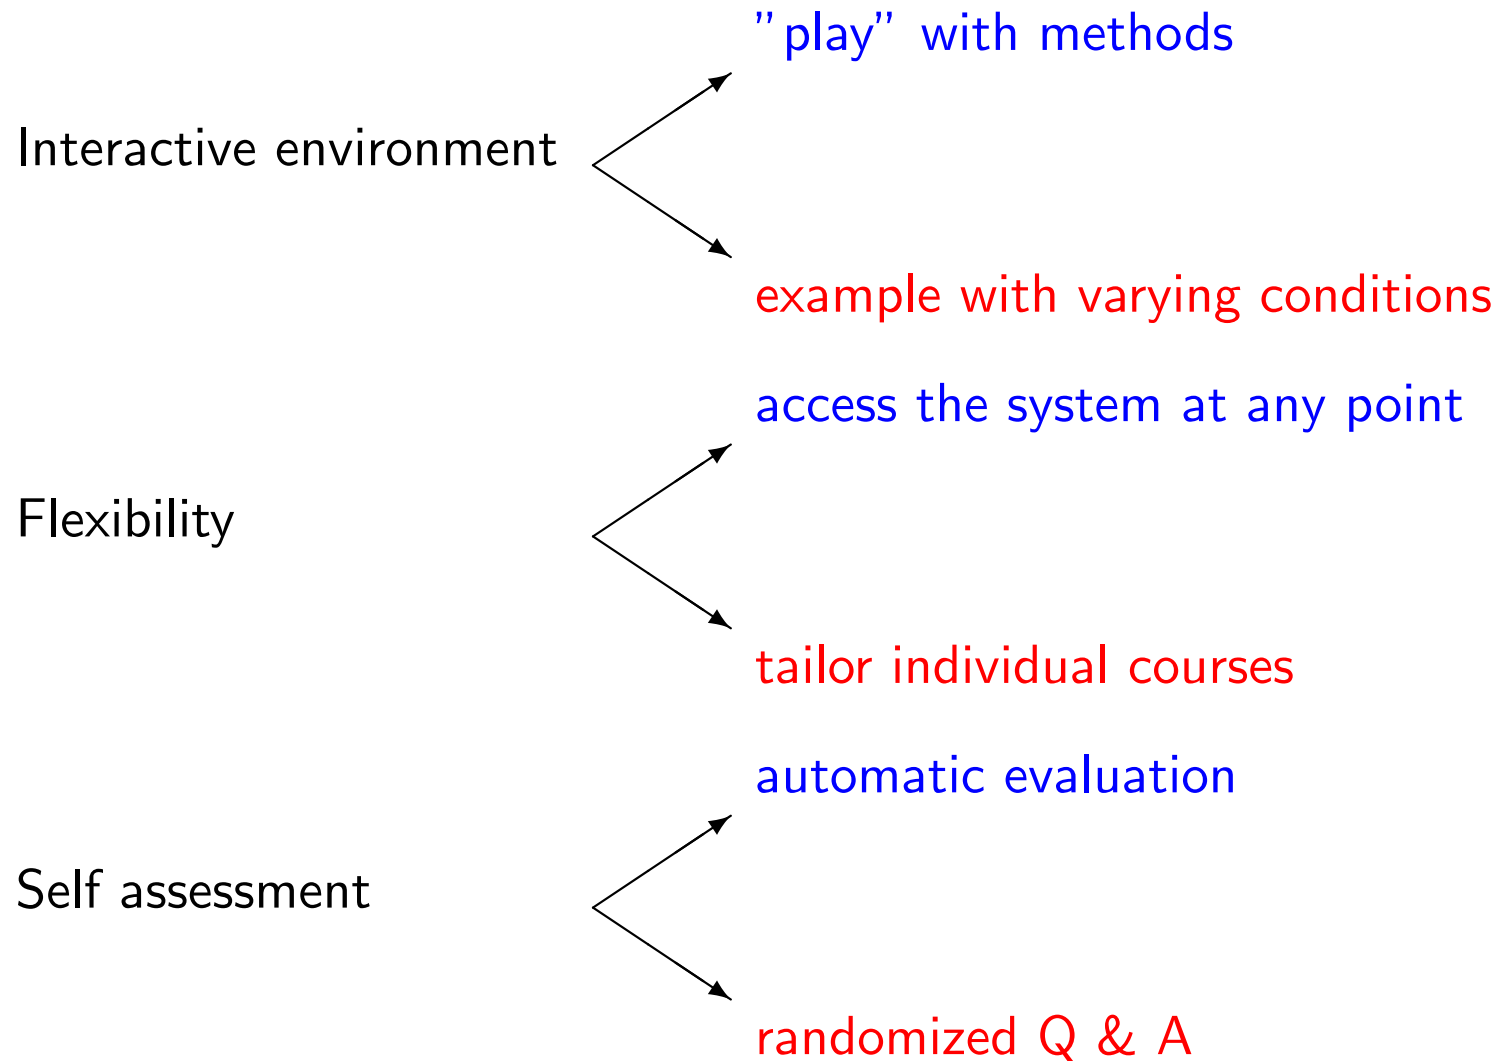 ”play” with methods
Interactive environment
example with varying conditions
access the system at any point
Flexibility
tailor individual courses
automatic evaluation
Self assessment
randomized Q & A